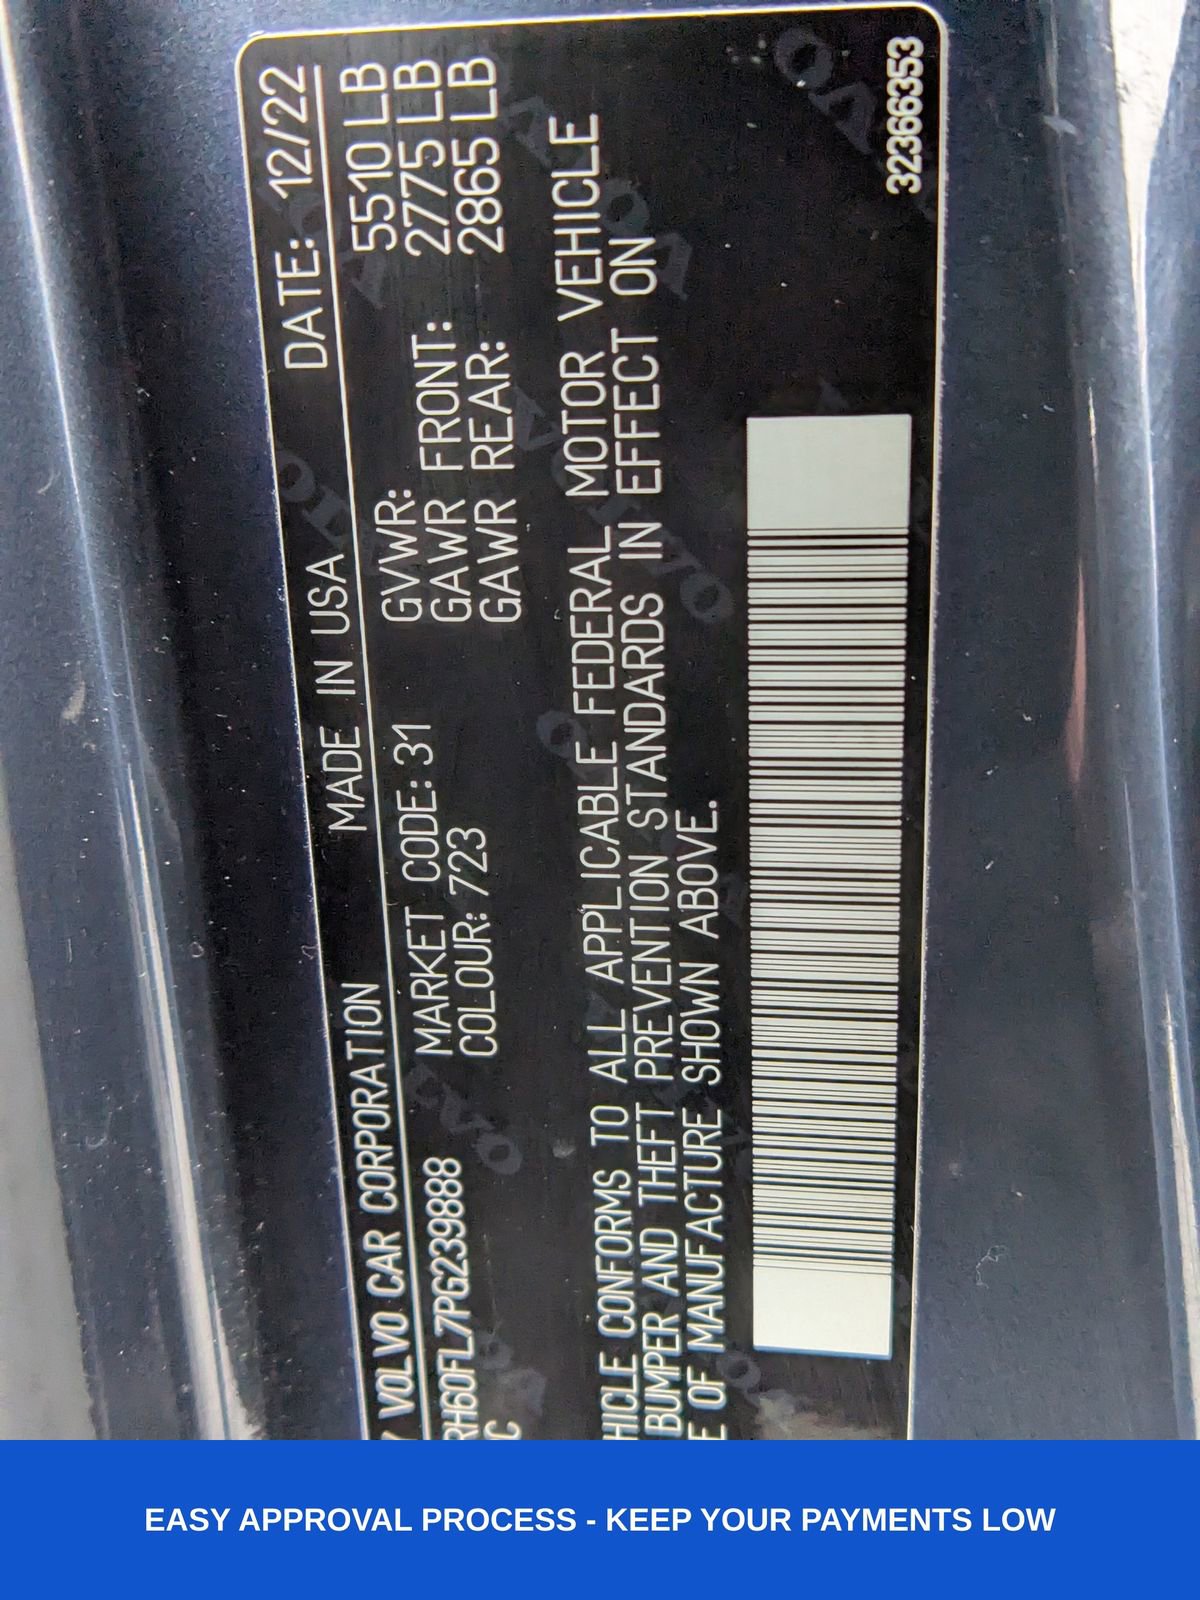 VOLVO CAR CORPORATION MADE IN USA DATE: 12/22
RH60FL7PG239888 MARKET CODE: 31 GVWR: 5510 LB
COLOUR: 723 GAWR FRONT: 2775 LB
GAWR REAR: 2865 LB
HICLE CONFORMS TO ALL APPLICABLE FEDERAL MOTOR VEHICLE
BUMPER AND THEFT PREVENTION STANDARDS IN EFFECT ON
E OF MANUFACTURE SHOWN ABOVE.
32366353
EASY APPROVAL PROCESS - KEEP YOUR PAYMENTS LOW